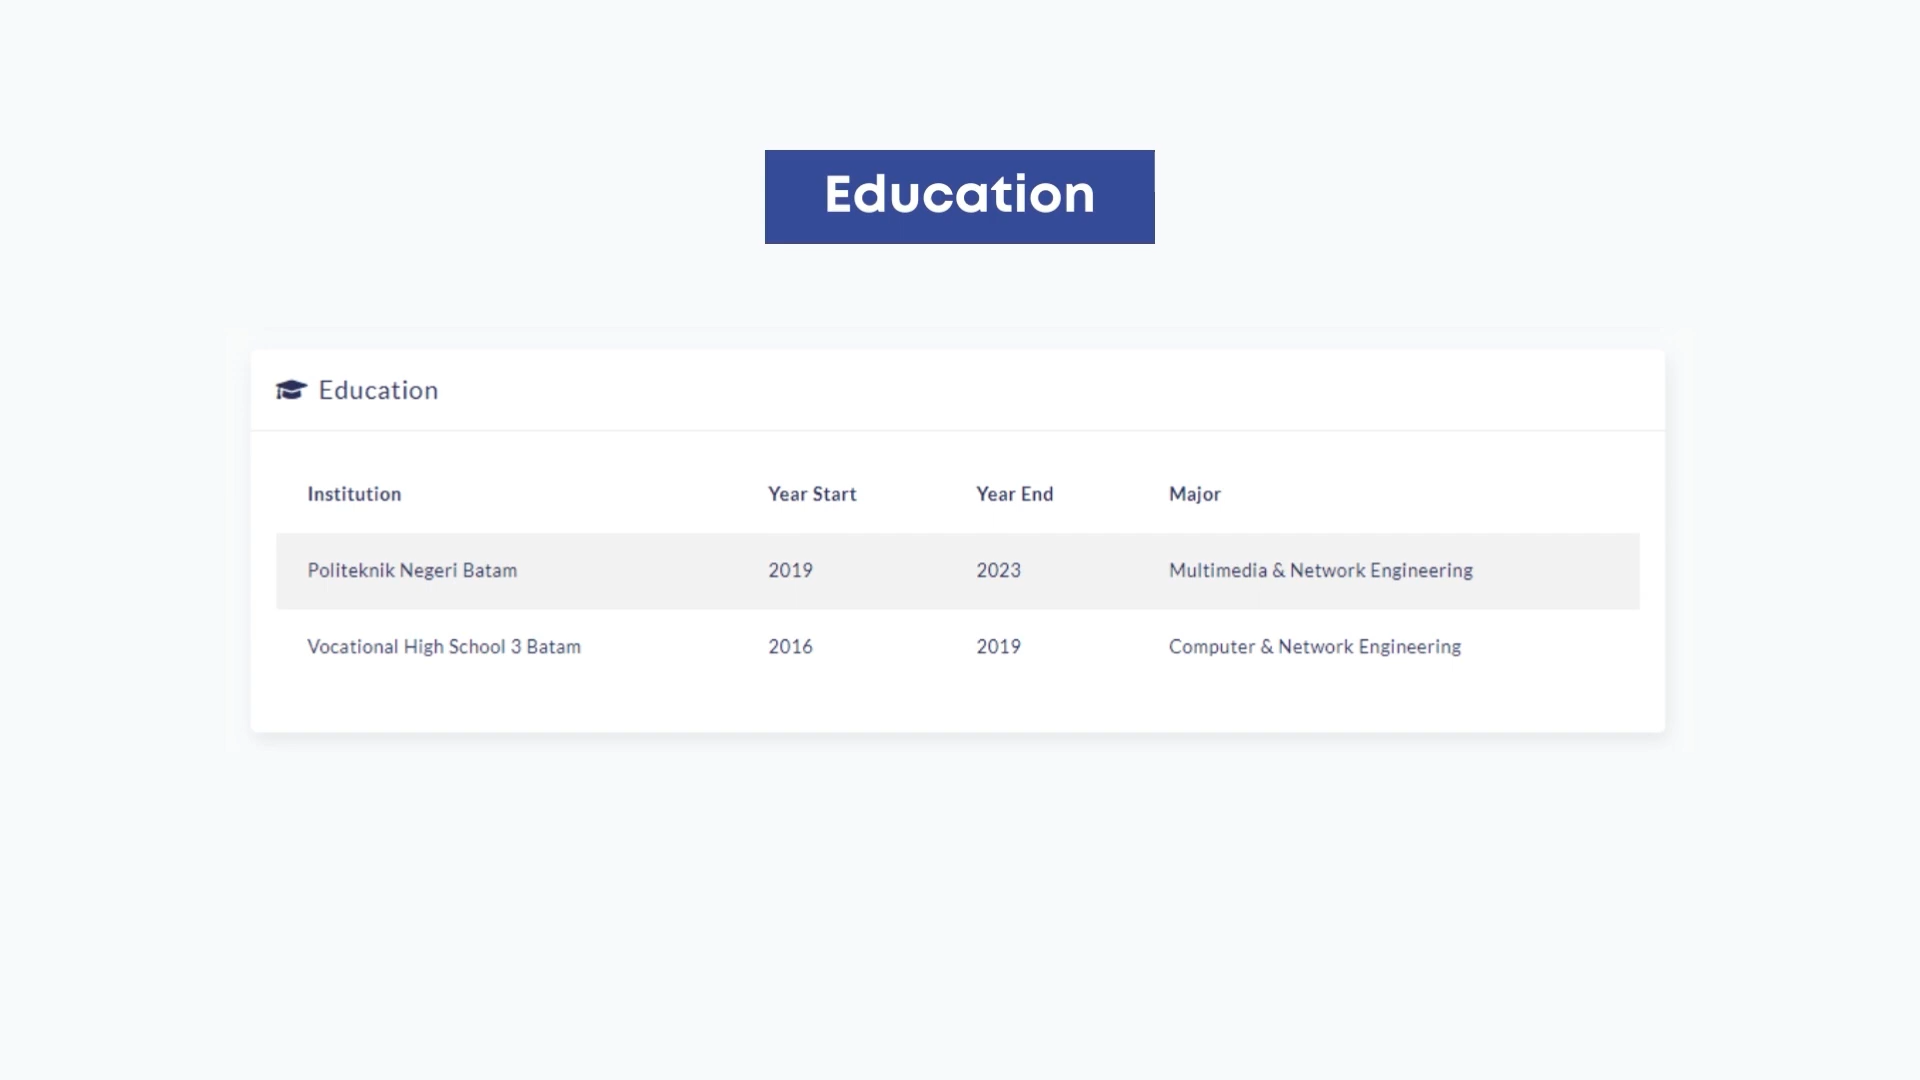 Education
Education
Institution Year Start Year End Major
Politeknik Negeri Batam 2019 2023 Multimedia & Network Engineering
Vocational High School 3 Batam 2016 2019 Computer & Network Engineering